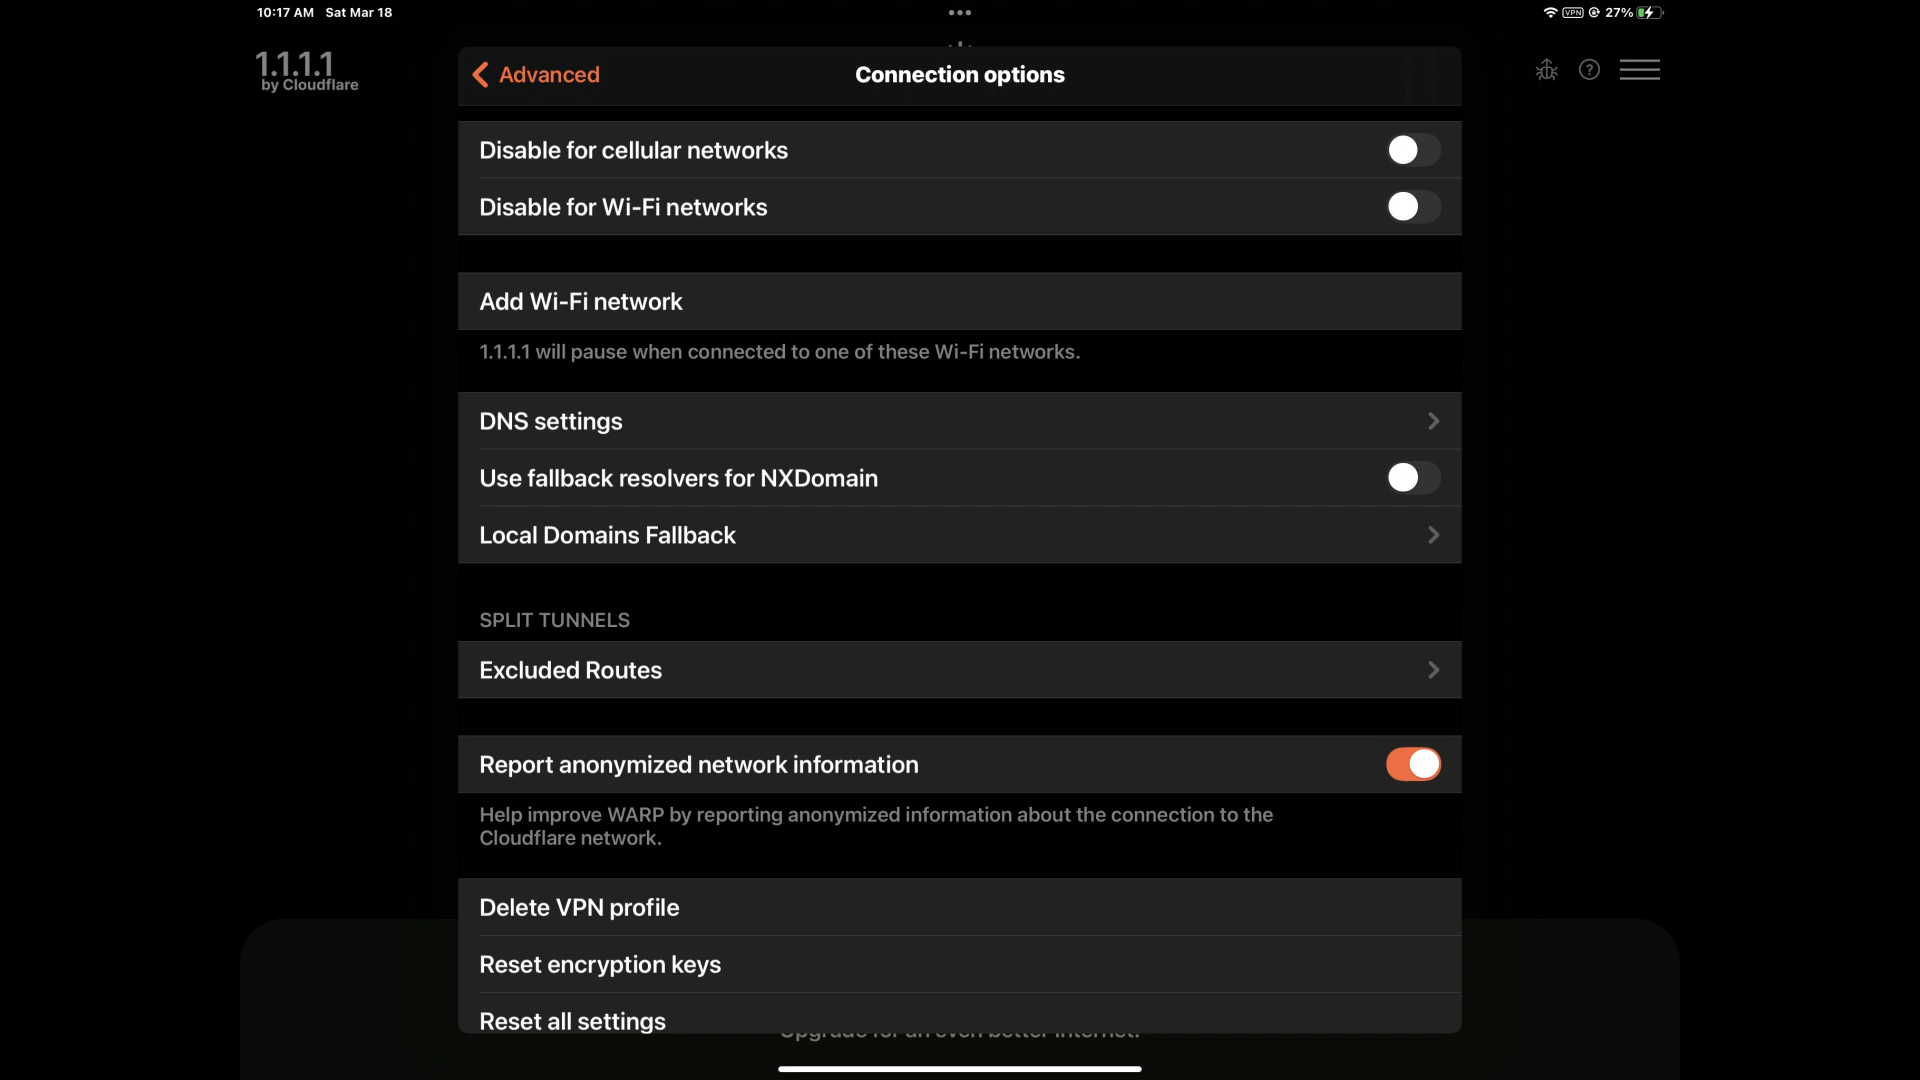 10:17 AM Sat Mar 18
VPN 27%
1.1.1.1
by Cloudflare
Advanced
Connection options
Disable for cellular networks
Disable for Wi-Fi networks
Add Wi-Fi network
1.1.1.1 will pause when connected to one of these Wi-Fi networks.
DNS settings
Use fallback resolvers for NXDomain
Local Domains Fallback
SPLIT TUNNELS
Excluded Routes
Report anonymized network information
Help improve WARP by reporting anonymized information about the connection to the
Cloudflare network.
Delete VPN profile
Reset encryption keys
Reset all settings
Upgrade for an even better Internet.